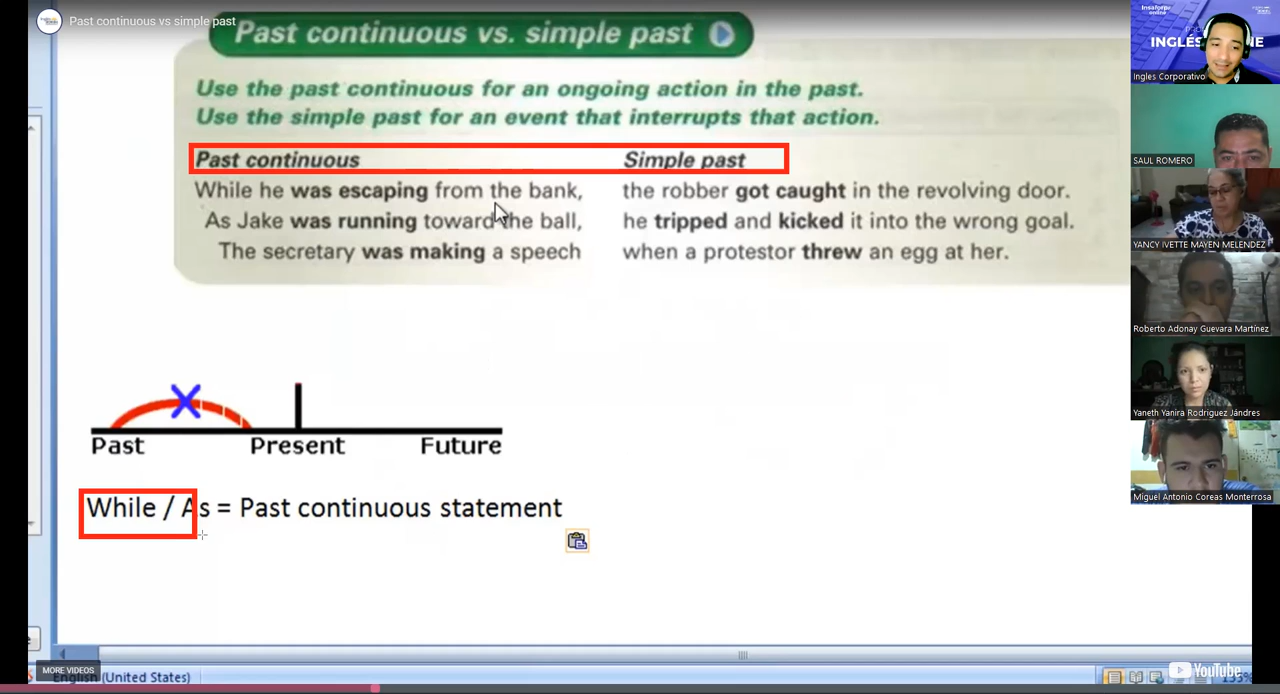 Past continuous vs simple past
Past continuous vs. simple past
Use the past continuous for an ongoing action in the past.
Use the simple past for an event that interrupts that action.
Past continuous Simple past
While he was escaping from the bank, the robber got caught in the revolving door.
As Jake was running toward the ball, he tripped and kicked it into the wrong goal.
The secretary was making a speech when a protestor threw an egg at her.
Past Present Future
While / As = Past continuous statement
MORE VIDEOS
English (United States)
YouTube
Insaforp
online
INGLÉS
Ingles Corporativo
SAUL ROMERO
YANCY IVETTE MAYEN MELENDEZ
Roberto Adonay Guevara Martínez
Yaneth Yanira Rodriguez Jándres
Miguel Antonio Coreas Monterrosa